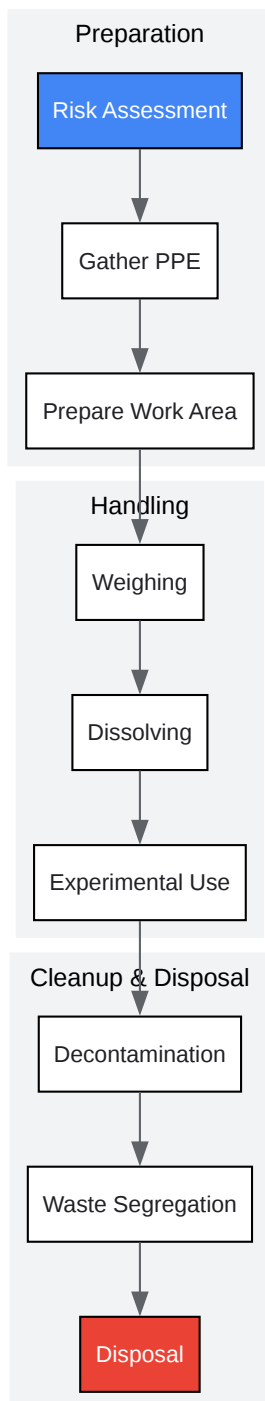 Preparation
Risk Assessment
Gather PPE
Prepare Work Area
Handling
Weighing
Dissolving
Experimental Use
Cleanup & Disposal
Decontamination
Waste Segregation
Disposal